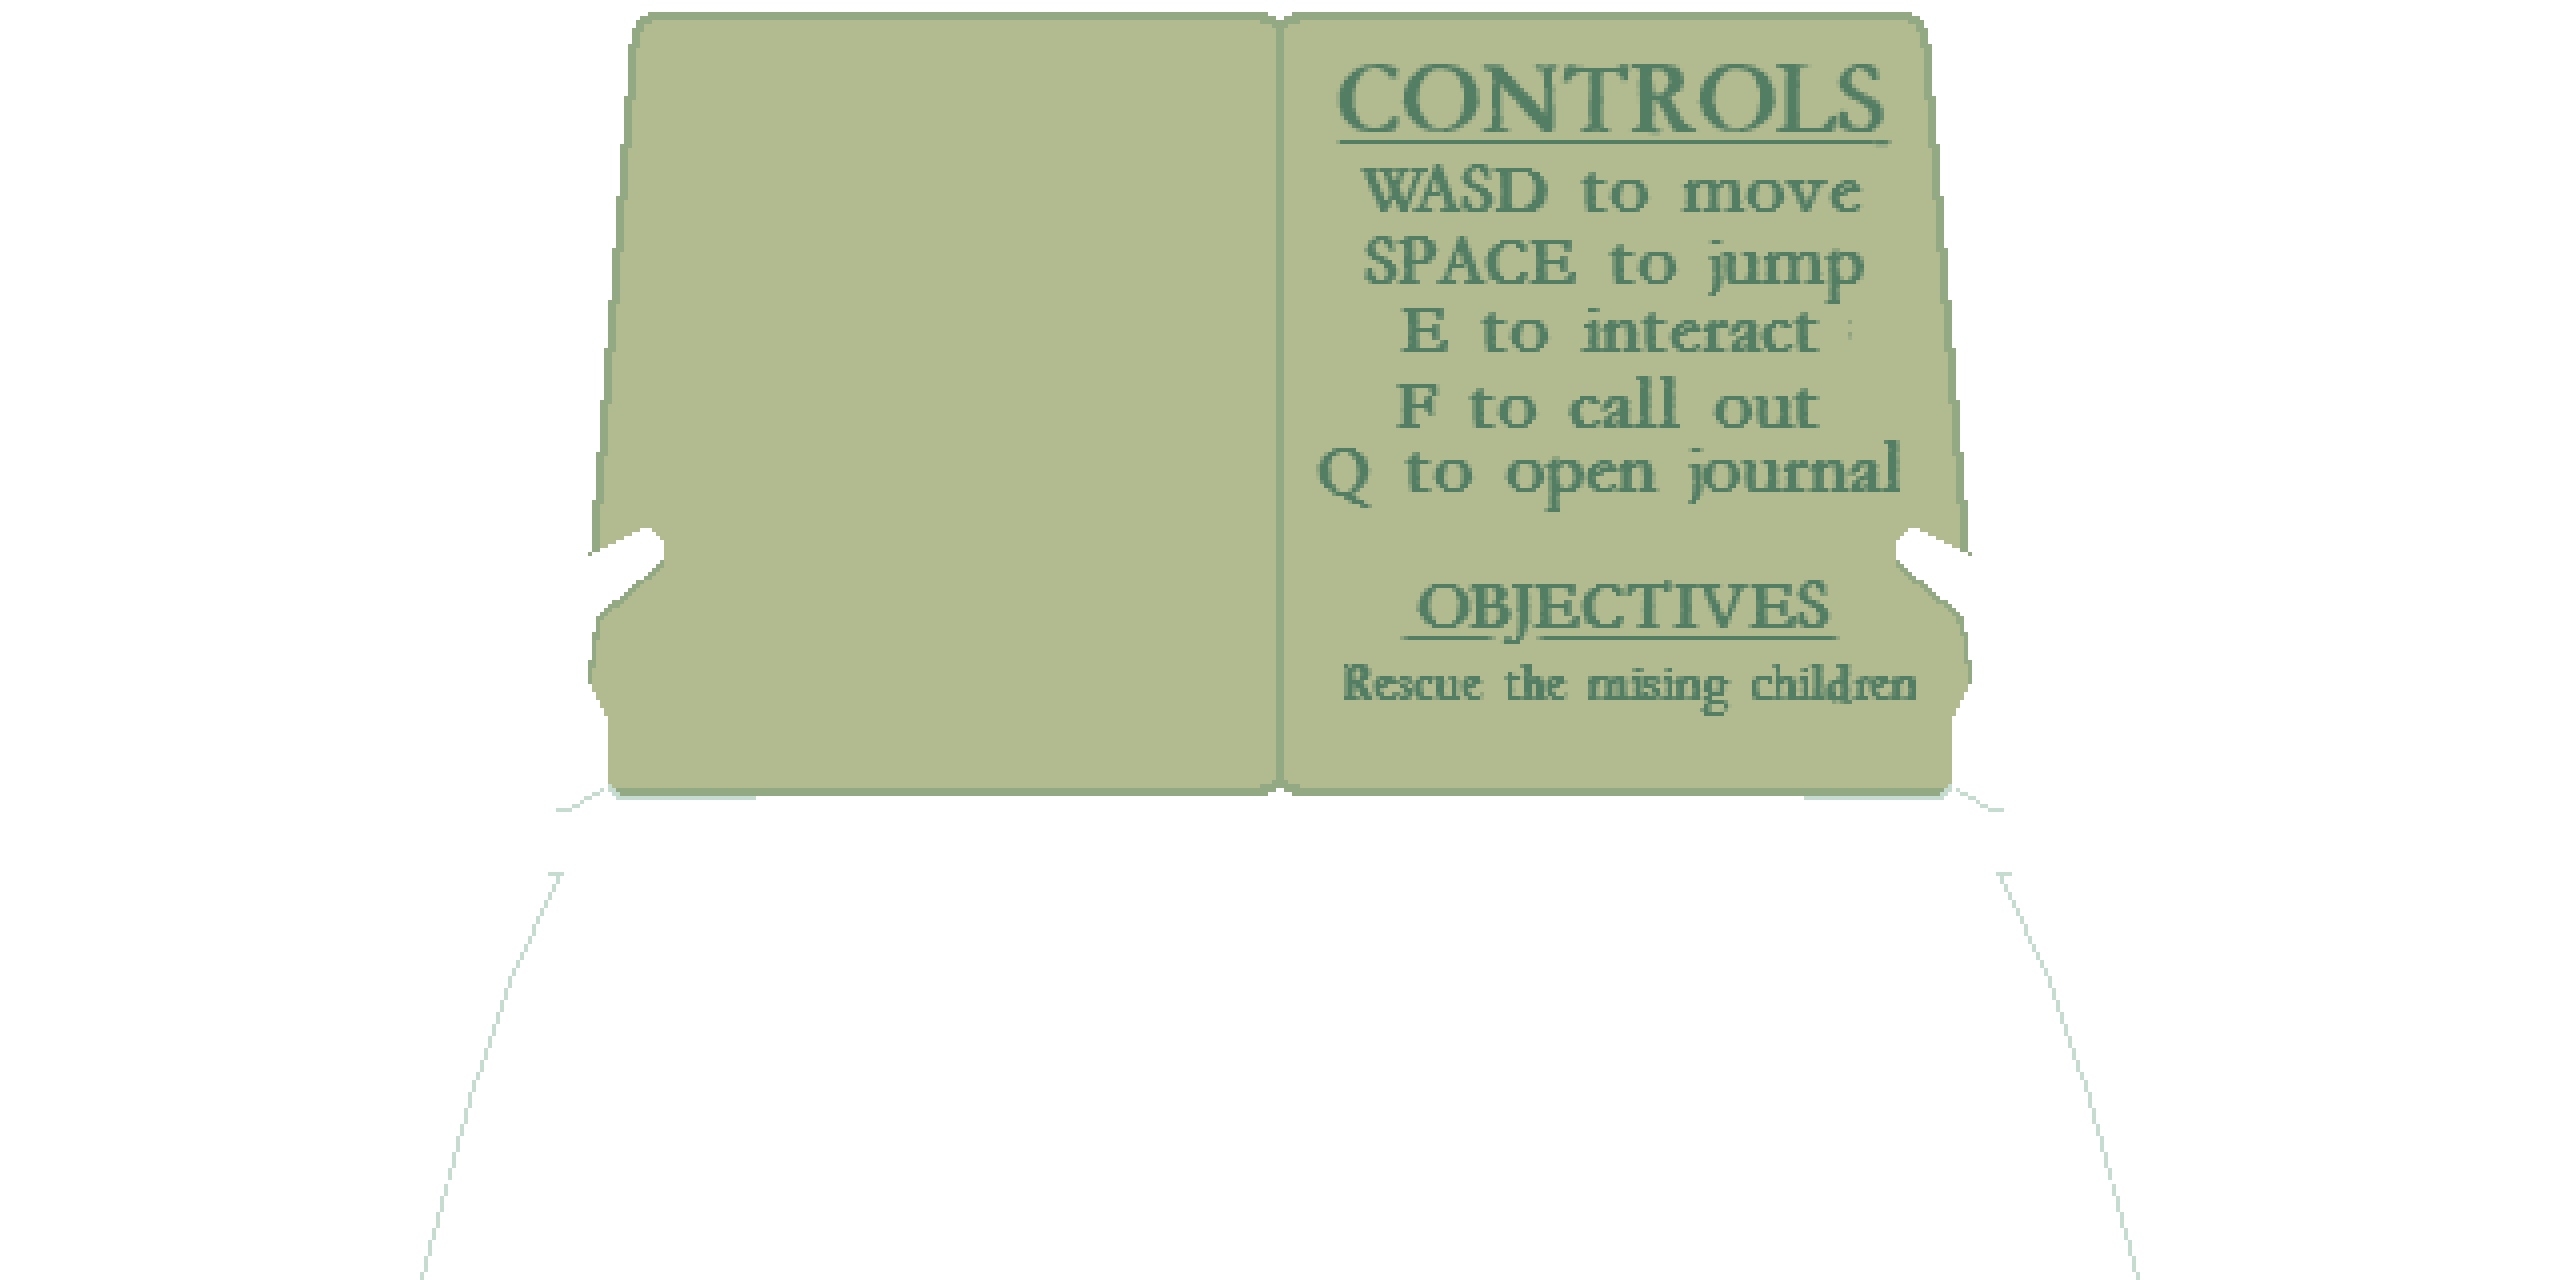 CONTROLS
WASD to move
SPACE to jump
E to interact
F to call out
Q to open journal
OBJECTIVES
Rescue the mising children